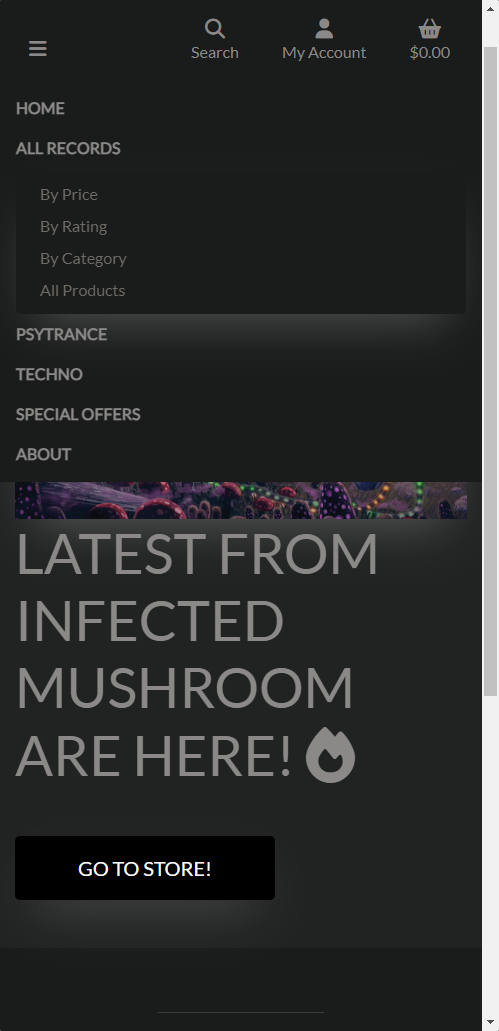 Search
My Account
$0.00
HOME
ALL RECORDS
By Price
By Rating
By Category
All Products
PSYTRANCE
TECHNO
SPECIAL OFFERS
ABOUT
LATEST FROM
INFECTED
MUSHROOM
ARE HERE!
GO TO STORE!